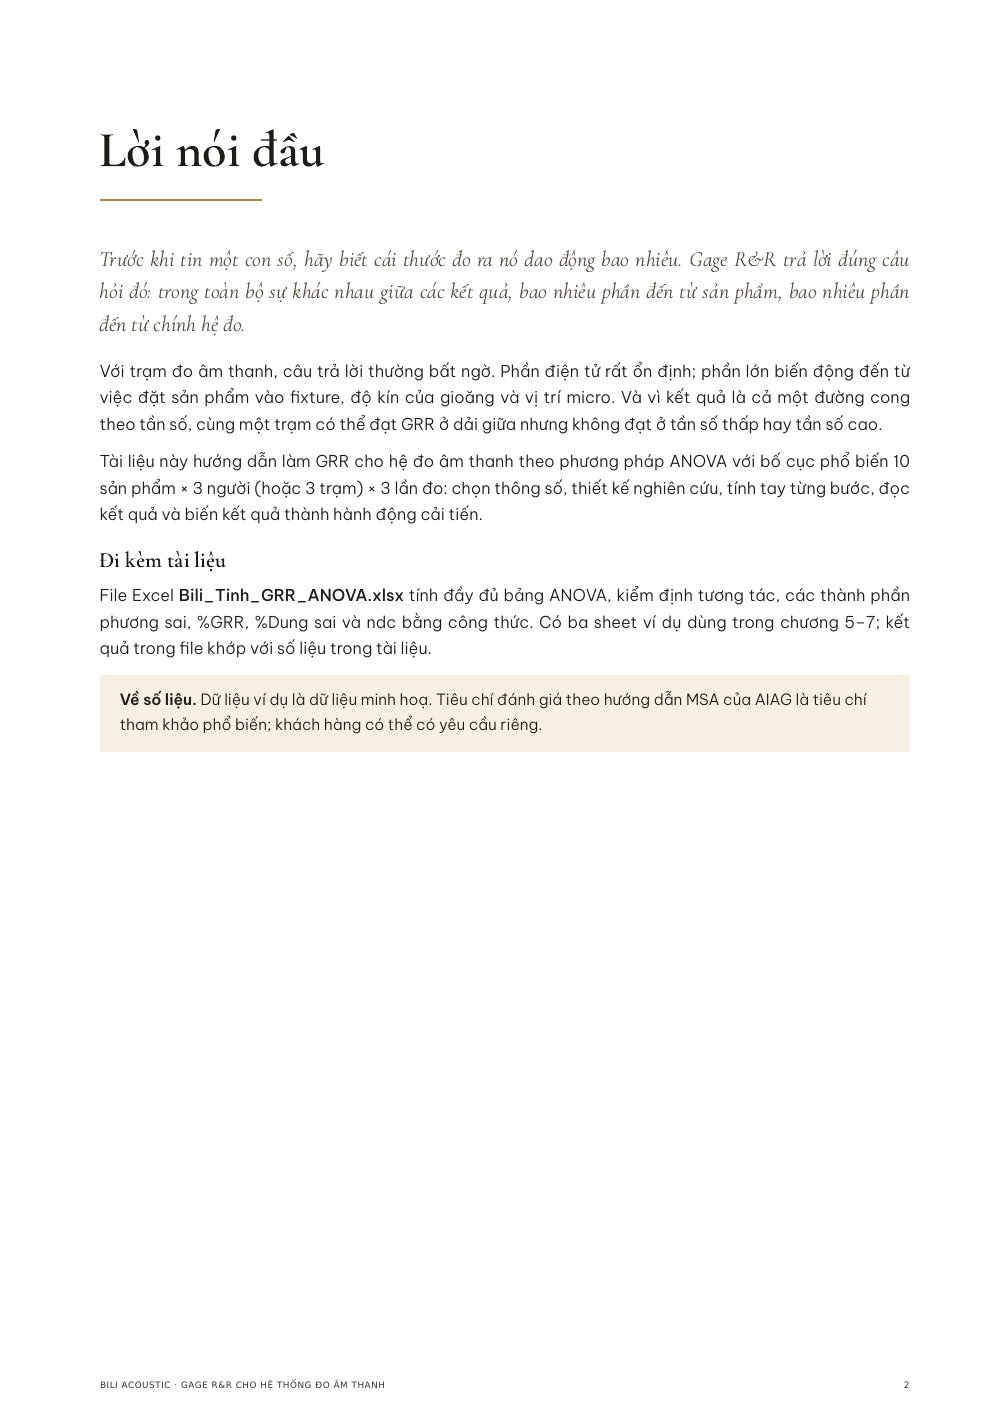 Lời nói đầu
Trước khi tin một con số, hãy biết cái thước đo ra nó dao động bao nhiêu. Gage R&R trả lời đúng câu
hỏi đó: trong toàn bộ sự khác nhau giữa các kết quả, bao nhiêu phần đến từ sản phẩm, bao nhiêu phần
đến từ chính hệ đo.
Với trạm đo âm thanh, câu trả lời thường bất ngờ. Phần điện tử rất ổn định; phần lớn biến động đến từ
việc đặt sản phẩm vào fixture, độ kín của gioăng và vị trí micro. Và vì kết quả là cả một đường cong
theo tần số, cùng một trạm có thể đạt GRR ở dải giữa nhưng không đạt ở tần số thấp hay tần số cao.
Tài liệu này hướng dẫn làm GRR cho hệ đo âm thanh theo phương pháp ANOVA với bố cục phổ biến 10
sản phẩm × 3 người (hoặc 3 trạm) × 3 lần đo: chọn thông số, thiết kế nghiên cứu, tính tay từng bước, đọc
kết quả và biến kết quả thành hành động cải tiến.
Đi kèm tài liệu
File Excel Bili_Tinh_GRR_ANOVA.xlsx tính đầy đủ bảng ANOVA, kiểm định tương tác, các thành phần
phương sai, %GRR, %Dung sai và ndc bằng công thức. Có ba sheet ví dụ dùng trong chương 5–7; kết
quả trong file khớp với số liệu trong tài liệu.
Về số liệu. Dữ liệu ví dụ là dữ liệu minh hoạ. Tiêu chí đánh giá theo hướng dẫn MSA của AIAG là tiêu chí
tham khảo phổ biến; khách hàng có thể có yêu cầu riêng.
BILI ACOUSTIC · GAGE R&R CHO HỆ THỐNG ĐO ÂM THANH 2